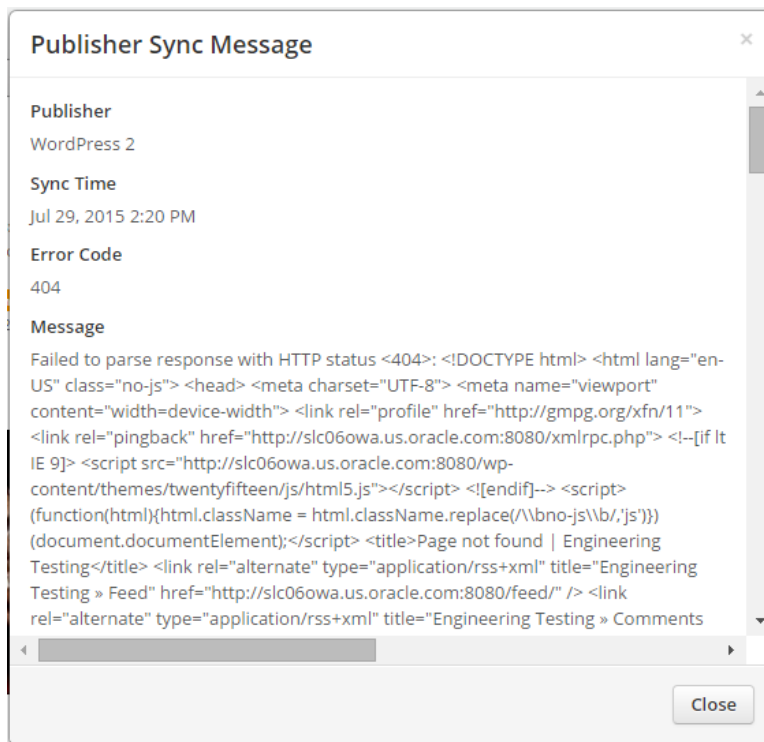 Publisher Sync Message
×
Publisher
WordPress 2
Sync Time
Jul 29, 2015 2:20 PM
Error Code
404
Message
Failed to parse response with HTTP status <404>: <!DOCTYPE html> <html lang="en-
US" class="no-js"> <head> <meta charset="UTF-8"> <meta name="viewport"
content="width=device-width"> <link rel="profile" href="http://gmpg.org/xfn/11">
<link rel="pingback" href="http://slc06owa.us.oracle.com:8080/xmlrpc.php"> <!--[if lt
IE 9]> <script src="http://slc06owa.us.oracle.com:8080/wp-
content/themes/twentyfifteen/js/html5.js"></script> <![endif]--> <script>
(function(html){html.className = html.className.replace(/\\bno-js\\b/,'js')})
(document.documentElement);</script> <title>Page not found | Engineering
Testing</title> <link rel="alternate" type="application/rss+xml" title="Engineering
Testing » Feed" href="http://slc06owa.us.oracle.com:8080/feed/" /> <link
rel="alternate" type="application/rss+xml" title="Engineering Testing » Comments
Close